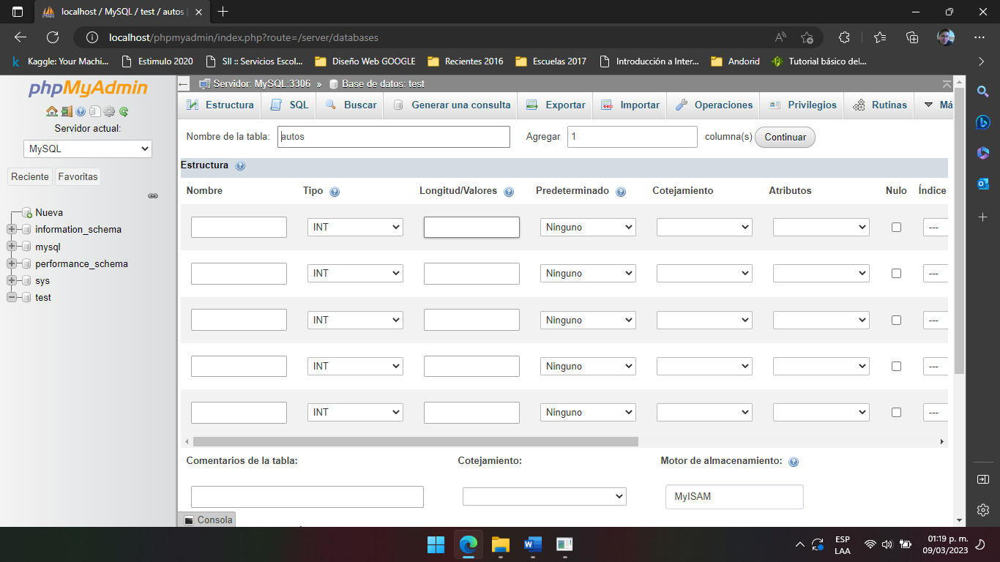 localhost / MySQL / test / autos
localhost/phpmyadmin/index.php?route=/server/databases
Kaggle: Your Machi... Estimulo 2020 SII :: Servicios Escol... Diseño Web GOOGLE Recientes 2016 Escuelas 2017 Introducción a Inter... Andorid Tutorial básico del...
phpMyAdmin
Servidor actual:
MySQL
Reciente Favoritas
Nueva
information_schema
mysql
performance_schema
sys
test
Servidor: MySQL:3306 » Base de datos: test
Estructura SQL Buscar Generar una consulta Exportar Importar Operaciones Privilegios Rutinas Má
Nombre de la tabla: autos Agregar 1 columna(s) Continuar
Estructura
Nombre Tipo Longitud/Valores Predeterminado Cotejamiento Atributos Nulo Índice
INT Ninguno ---
INT Ninguno ---
INT Ninguno ---
INT Ninguno ---
INT Ninguno ---
Comentarios de la tabla: Cotejamiento: Motor de almacenamiento:
MyISAM
Consola
ESP
LAA
01:19 p. m.
09/03/2023